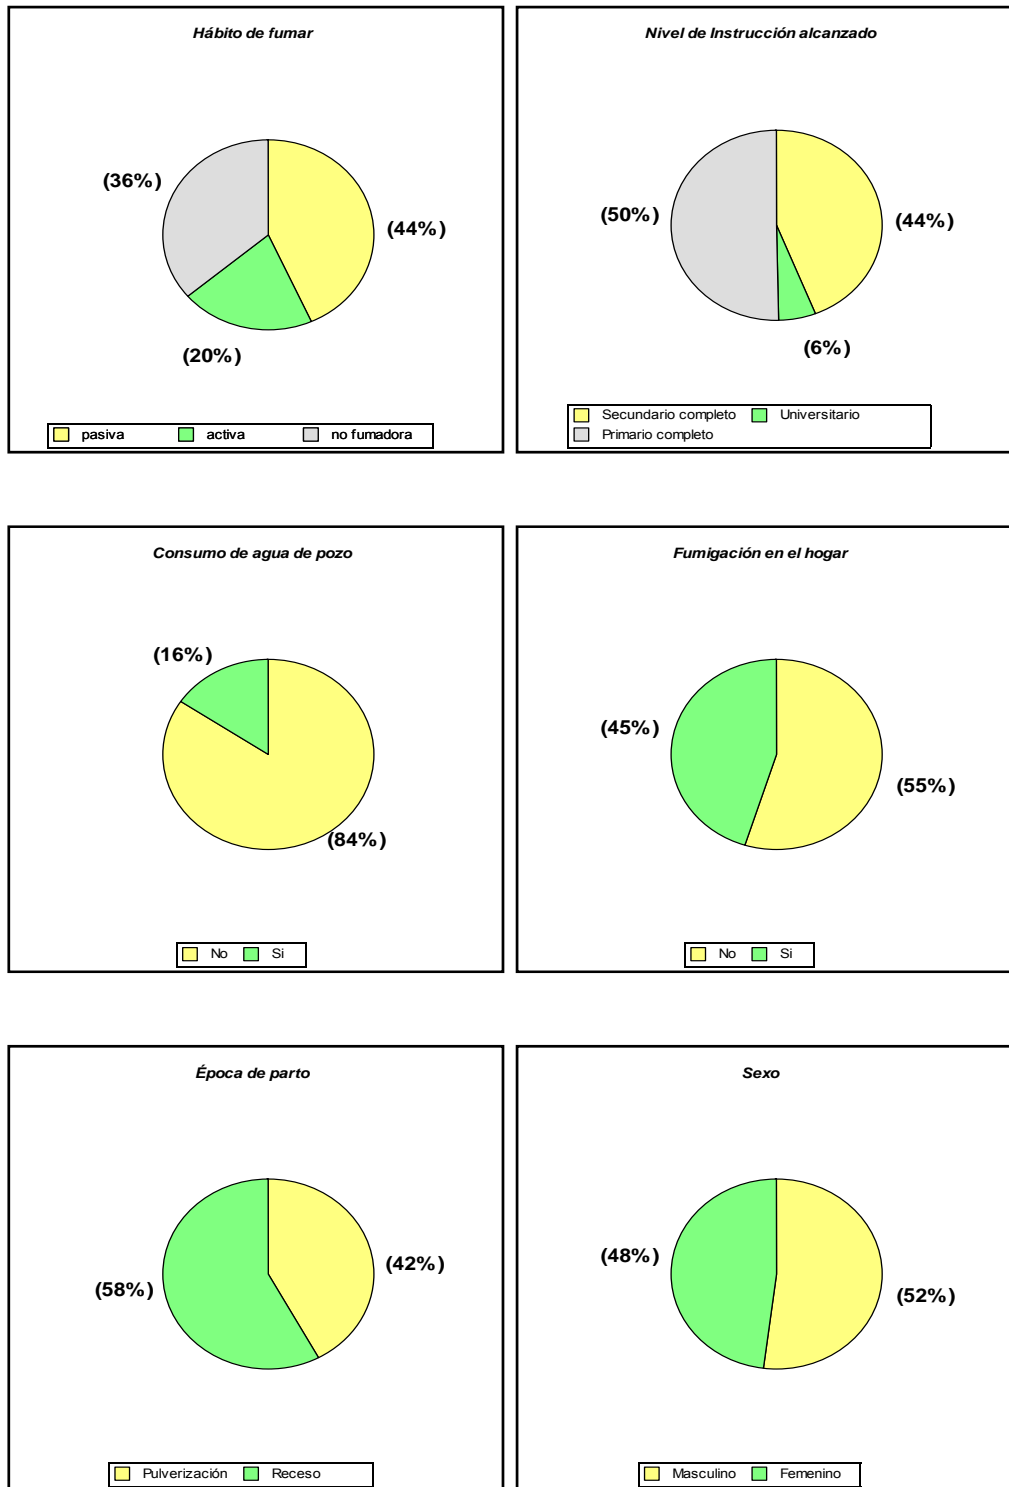 Hábito de fumar
(36%)
(44%)
(20%)
pasiva activa no fumadora
Nivel de Instrucción alcanzado
(50%)
(44%)
(6%)
Secundario completo Universitario
Primario completo
Consumo de agua de pozo
(16%)
(84%)
No Si
Fumigación en el hogar
(45%)
(55%)
No Si
Época de parto
(58%)
(42%)
Pulverización Receso
Sexo
(48%)
(52%)
Masculino Femenino